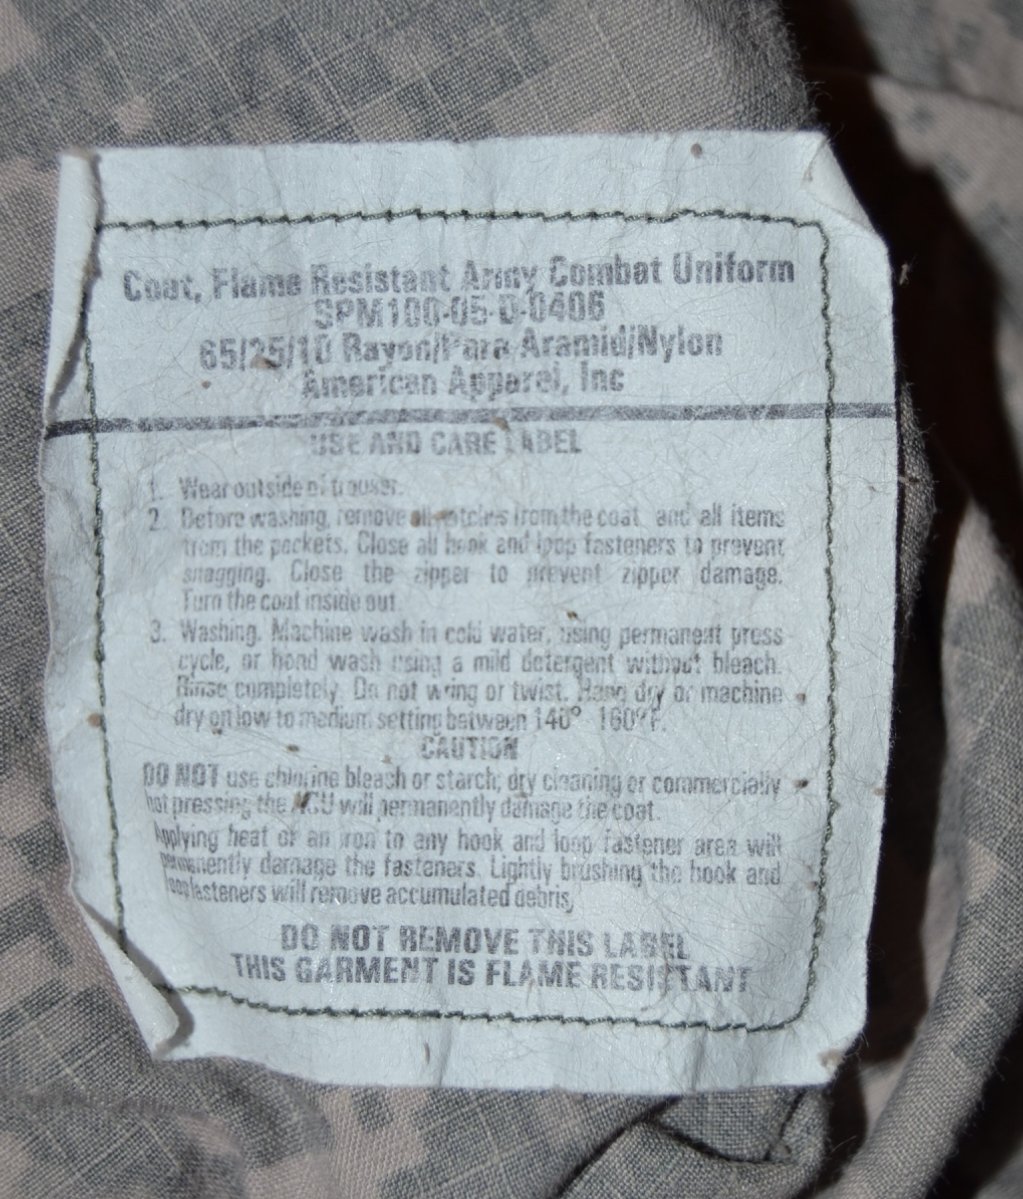 Coat, Flame Resistant Army Combat Uniform
SPM100-05-D-0406
65/25/10 Rayon/Para Aramid/Nylon
American Apparel, Inc
USE AND CARE LABEL
1. Wear outside of trouser.
2. Before washing, remove all patches from the coat and all items
from the pockets. Close all hook and loop fasteners to prevent
snagging. Close the zipper to prevent zipper damage.
Turn the coat inside out.
3. Washing. Machine wash in cold water, using permanent press
cycle, or hand wash using a mild detergent without bleach.
Rinse completely. Do not wring or twist. Hang dry or machine
dry on low to medium setting between 140° 160°F.
CAUTION
DO NOT use chlorine bleach or starch; dry cleaning or commercially
hot pressing the ACU will permanently damage the coat.
Applying heat or an iron to any hook and loop fastener area will
permanently damage the fasteners. Lightly brushing the hook and
loop fasteners will remove accumulated debris.
DO NOT REMOVE THIS LABEL
THIS GARMENT IS FLAME RESISTANT